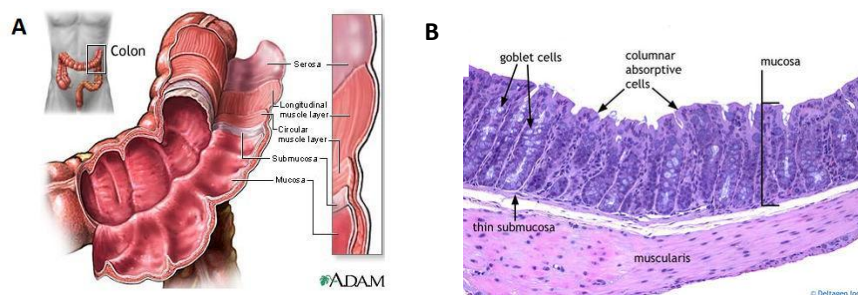 A
Colon
Serosa
Longitudinal
muscle layer
Circular
muscle layer
Submucosa
Mucosa
ADAM
B
goblet cells
columnar
absorptive
cells
mucosa
thin submucosa
muscularis
© Deltagen